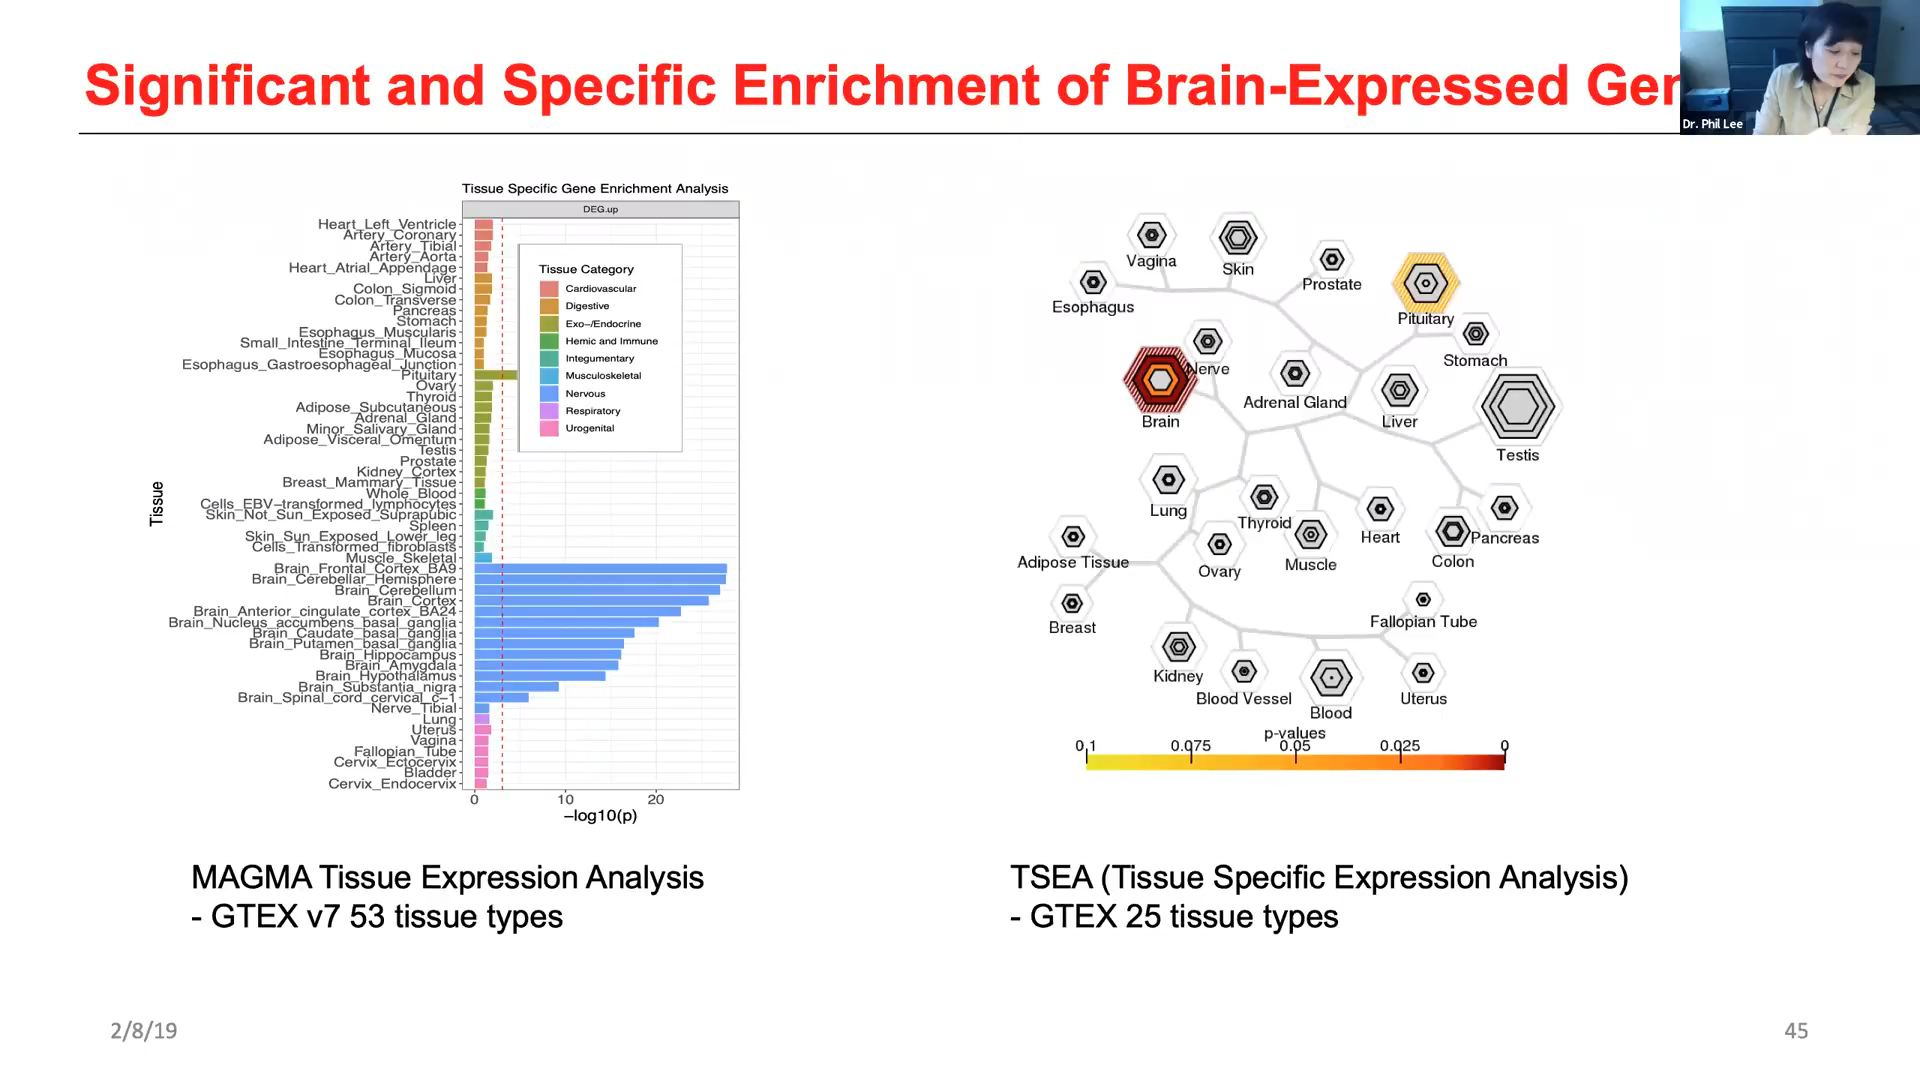 Significant and Specific Enrichment of Brain-Expressed Gen
Dr. Phil Lee
Tissue Specific Gene Enrichment Analysis
DEG.up
Tissue
Heart_Left_Ventricle
Artery_Coronary
Artery_Tibial
Artery_Aorta
Heart_Atrial_Appendage
Liver
Colon_Sigmoid
Colon_Transverse
Pancreas
Stomach
Esophagus_Muscularis
Small_Intestine_Terminal_Ileum
Esophagus_Mucosa
Esophagus_Gastroesophageal_Junction
Pituitary
Ovary
Thyroid
Adipose_Subcutaneous
Adrenal_Gland
Minor_Salivary_Gland
Adipose_Visceral_Omentum
Testis
Prostate
Kidney_Cortex
Breast_Mammary_Tissue
Whole_Blood
Cells_EBV-transformed_lymphocytes
Skin_Not_Sun_Exposed_Suprapubic
Spleen
Skin_Sun_Exposed_Lower_leg
Cells_Transformed_fibroblasts
Muscle_Skeletal
Brain_Frontal_Cortex_BA9
Brain_Cerebellar_Hemisphere
Brain_Cerebellum
Brain_Cortex
Brain_Anterior_cingulate_cortex_BA24
Brain_Nucleus_accumbens_basal_ganglia
Brain_Caudate_basal_ganglia
Brain_Putamen_basal_ganglia
Brain_Hippocampus
Brain_Amygdala
Brain_Hypothalamus
Brain_Substantia_nigra
Brain_Spinal_cord_cervical_c-1
Nerve_Tibial
Lung
Uterus
Vagina
Fallopian_Tube
Cervix_Ectocervix
Bladder
Cervix_Endocervix
0 10 20
−log10(p)
Tissue Category
Cardiovascular
Digestive
Exo−/Endocrine
Hemic and Immune
Integumentary
Musculoskeletal
Nervous
Respiratory
Urogenital
Vagina
Skin
Prostate
Esophagus
Pituitary
Nerve
Stomach
Brain
Adrenal Gland
Liver
Testis
Lung
Thyroid
Heart
Colon
Pancreas
Adipose Tissue
Ovary
Muscle
Breast
Fallopian Tube
Kidney
Blood Vessel
Blood
Uterus
p-values
0.1 0.075 0.05 0.025 0
MAGMA Tissue Expression Analysis
- GTEX v7 53 tissue types
TSEA (Tissue Specific Expression Analysis)
- GTEX 25 tissue types
2/8/19
45